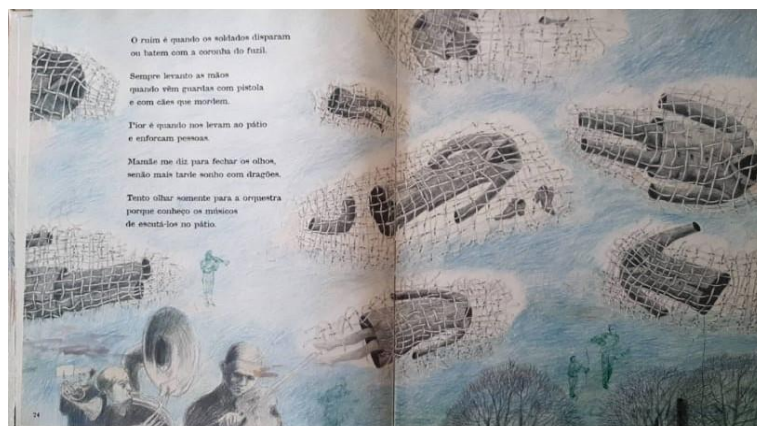 O ruim é quando os soldados disparam
ou batem com a coronha do fuzil.
Sempre levanto as mãos
quando vêm guardas com pistola
e com cães que mordem.
Pior é quando nos levam ao pátio
e enforcam pessoas.
Mamãe me diz para fechar os olhos,
senão mais tarde sonho com dragões.
Tento olhar somente para a orquestra
porque conheço os músicos
de escutá-los no pátio.
74